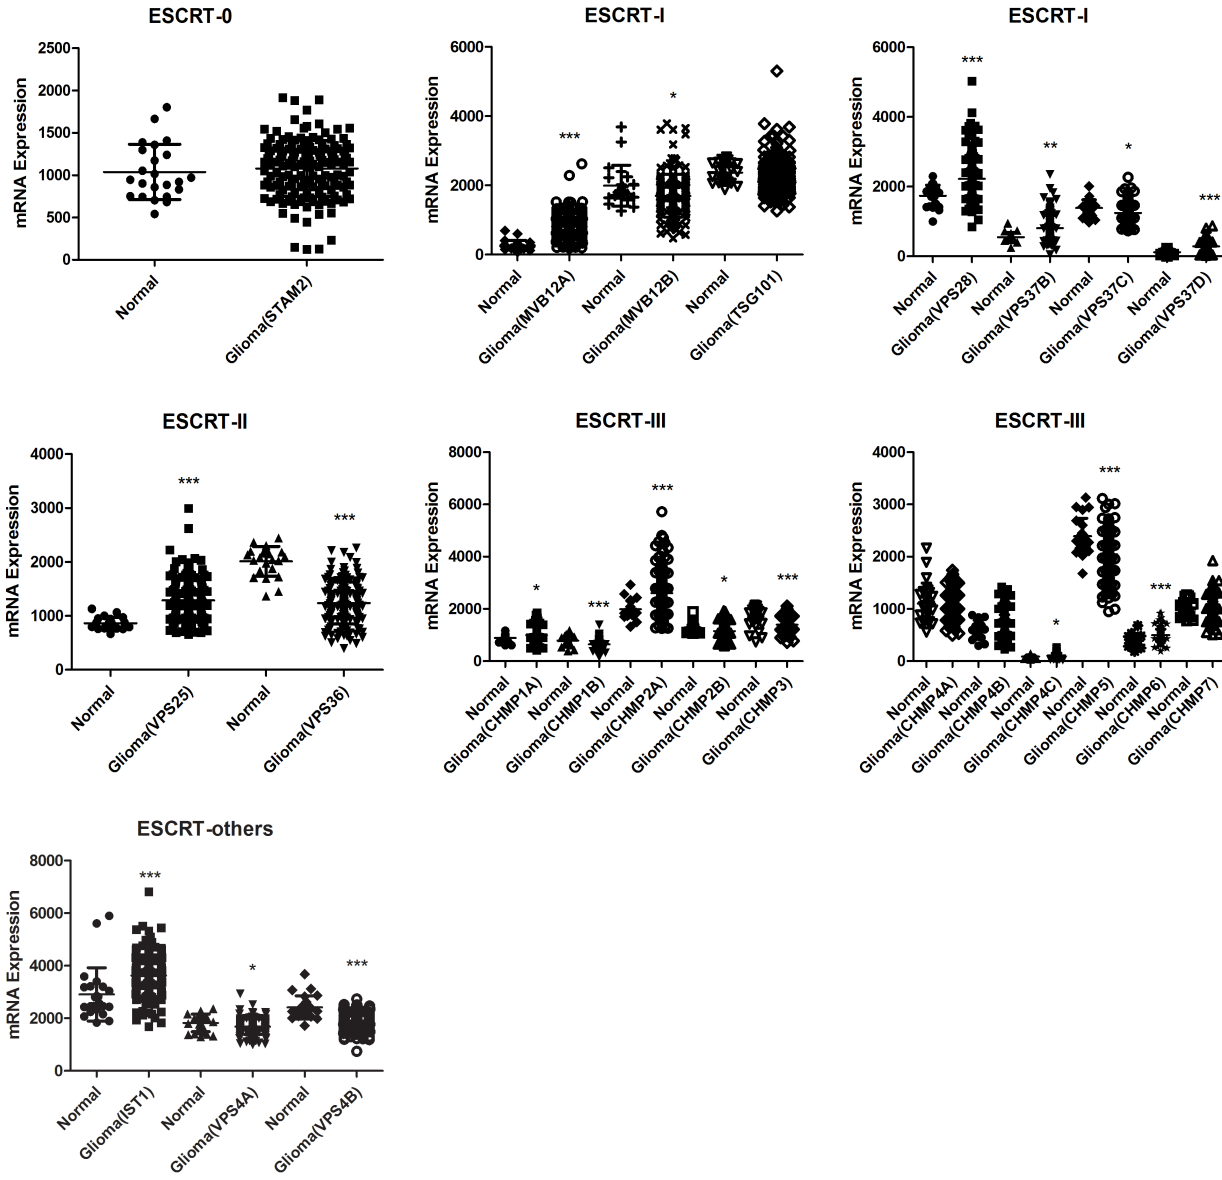 ESCRT-0
mRNA Expression
2500
2000
1500
1000
500
0
Normal
Glioma(STAM2)
ESCRT-I
mRNA Expression
6000
4000
2000
0
***
*
Normal
Glioma(MVB12A)
Normal
Glioma(MVB12B)
Normal
Glioma(TSG101)
ESCRT-I
mRNA Expression
6000
4000
2000
0
***
**
*
***
Normal
Glioma(VPS28)
Normal
Glioma(VPS37B)
Normal
Glioma(VPS37C)
Normal
Glioma(VPS37D)
ESCRT-II
mRNA Expression
4000
3000
2000
1000
0
***
***
Normal
Glioma(VPS25)
Normal
Glioma(VPS36)
ESCRT-III
mRNA Expression
8000
6000
4000
2000
0
*
***
***
*
***
Normal
Glioma(CHMP1A)
Normal
Glioma(CHMP1B)
Normal
Glioma(CHMP2A)
Normal
Glioma(CHMP2B)
Normal
Glioma(CHMP3)
ESCRT-III
mRNA Expression
4000
3000
2000
1000
0
*
***
***
Normal
Glioma(CHMP4A)
Normal
Glioma(CHMP4B)
Normal
Glioma(CHMP4C)
Normal
Glioma(CHMP5)
Normal
Glioma(CHMP6)
Normal
Glioma(CHMP7)
ESCRT-others
mRNA Expression
8000
6000
4000
2000
0
***
*
***
Normal
Glioma(IST1)
Normal
Glioma(VPS4A)
Normal
Glioma(VPS4B)